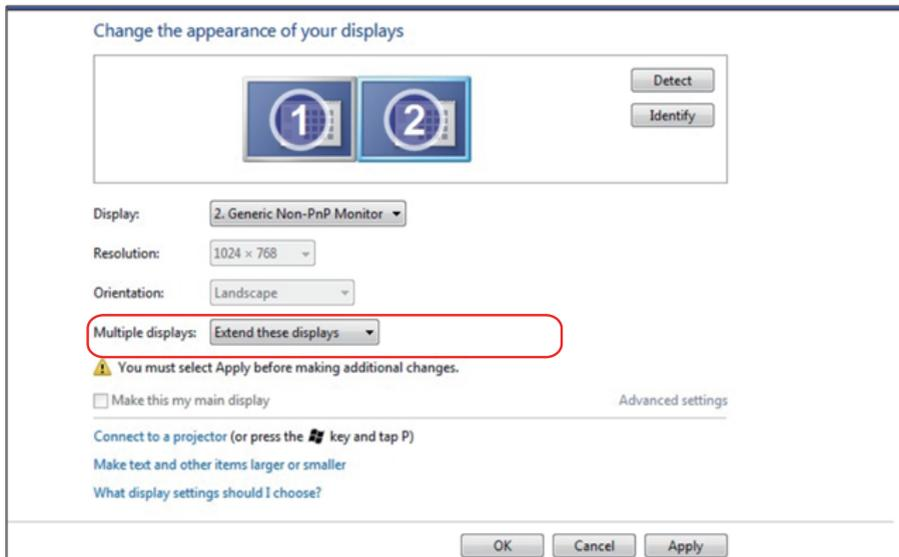 Change the appearance of your displays
1 2
Detect
Identify
Display: 2. Generic Non-PnP Monitor
Resolution: 1024 × 768
Orientation: Landscape
Multiple displays: Extend these displays
You must select Apply before making additional changes.
Make this my main display Advanced settings
Connect to a projector (or press the key and tap P)
Make text and other items larger or smaller
What display settings should I choose?
OK Cancel Apply